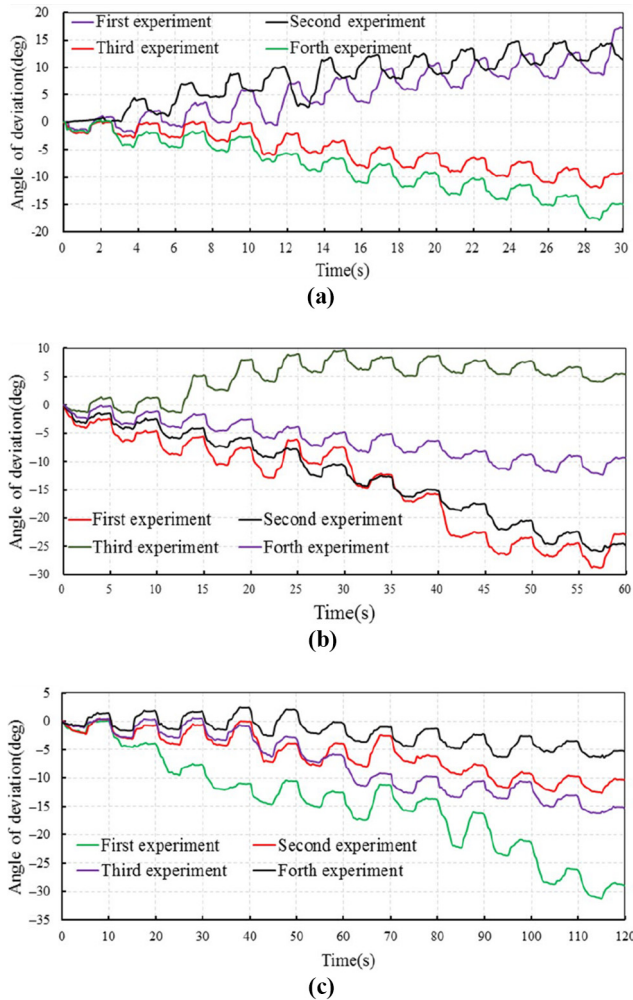 20
15
10
5
0
-5
-10
-15
-20
Angle of deviation(deg)
First experiment Second experiment
Third experiment Forth experiment
0 2 4 6 8 10 12 14 16 18 20 22 24 26 28 30
Time(s)
(a)
10
5
0
−5
−10
−15
−20
−25
−30
Angle of deviation(deg)
First experiment Second experiment
Third experiment Forth experiment
0 5 10 15 20 25 30 35 40 45 50 55 60
Time(s)
(b)
5
0
−5
−10
−15
−20
−25
−30
−35
Angle of deviation(deg)
First experiment Second experiment
Third experiment Forth experiment
0 10 20 30 40 50 60 70 80 90 100 110 120
Time(s)
(c)